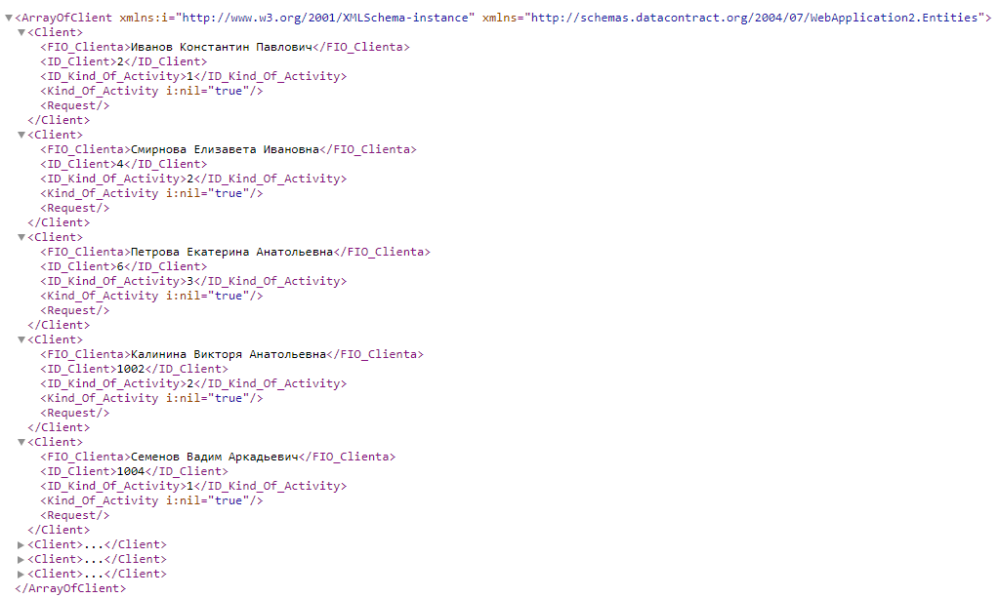 ▼<ArrayOfClient xmlns:i="http://www.w3.org/2001/XMLSchema-instance" xmlns="http://schemas.datacontract.org/2004/07/WebApplication2.Entities">
▼<Client>
<FIO_Clienta>Иванов Константин Павлович</FIO_Clienta>
<ID_Client>2</ID_Client>
<ID_Kind_Of_Activity>1</ID_Kind_Of_Activity>
<Kind_Of_Activity i:nil="true"/>
<Request/>
</Client>
▼<Client>
<FIO_Clienta>Смирнова Елизавета Ивановна</FIO_Clienta>
<ID_Client>4</ID_Client>
<ID_Kind_Of_Activity>2</ID_Kind_Of_Activity>
<Kind_Of_Activity i:nil="true"/>
<Request/>
</Client>
▼<Client>
<FIO_Clienta>Петрова Екатерина Анатольевна</FIO_Clienta>
<ID_Client>6</ID_Client>
<ID_Kind_Of_Activity>3</ID_Kind_Of_Activity>
<Kind_Of_Activity i:nil="true"/>
<Request/>
</Client>
▼<Client>
<FIO_Clienta>Калинина Викторя Анатольевна</FIO_Clienta>
<ID_Client>1002</ID_Client>
<ID_Kind_Of_Activity>2</ID_Kind_Of_Activity>
<Kind_Of_Activity i:nil="true"/>
<Request/>
</Client>
▼<Client>
<FIO_Clienta>Семенов Вадим Аркадьевич</FIO_Clienta>
<ID_Client>1004</ID_Client>
<ID_Kind_Of_Activity>1</ID_Kind_Of_Activity>
<Kind_Of_Activity i:nil="true"/>
<Request/>
</Client>
▶<Client>...</Client>
▶<Client>...</Client>
▶<Client>...</Client>
</ArrayOfClient>